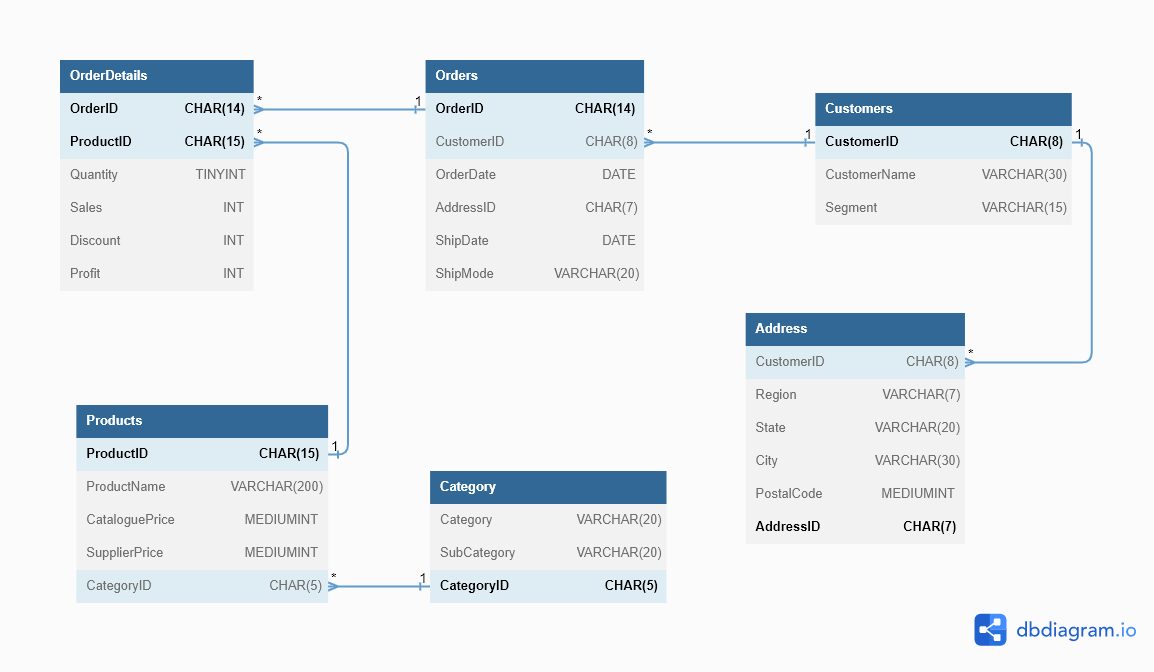 OrderDetails
OrderID CHAR(14)
ProductID CHAR(15)
Quantity TINYINT
Sales INT
Discount INT
Profit INT
* 1
*
Orders
OrderID CHAR(14)
CustomerID CHAR(8)
OrderDate DATE
AddressID CHAR(7)
ShipDate DATE
ShipMode VARCHAR(20)
* 1
Customers
CustomerID CHAR(8)
CustomerName VARCHAR(30)
Segment VARCHAR(15)
1
Address
CustomerID CHAR(8)
Region VARCHAR(7)
State VARCHAR(20)
City VARCHAR(30)
PostalCode MEDIUMINT
AddressID CHAR(7)
*
Products
ProductID CHAR(15)
ProductName VARCHAR(200)
CataloguePrice MEDIUMINT
SupplierPrice MEDIUMINT
CategoryID CHAR(5)
1
* 1
Category
Category VARCHAR(20)
SubCategory VARCHAR(20)
CategoryID CHAR(5)
dbdiagram.io